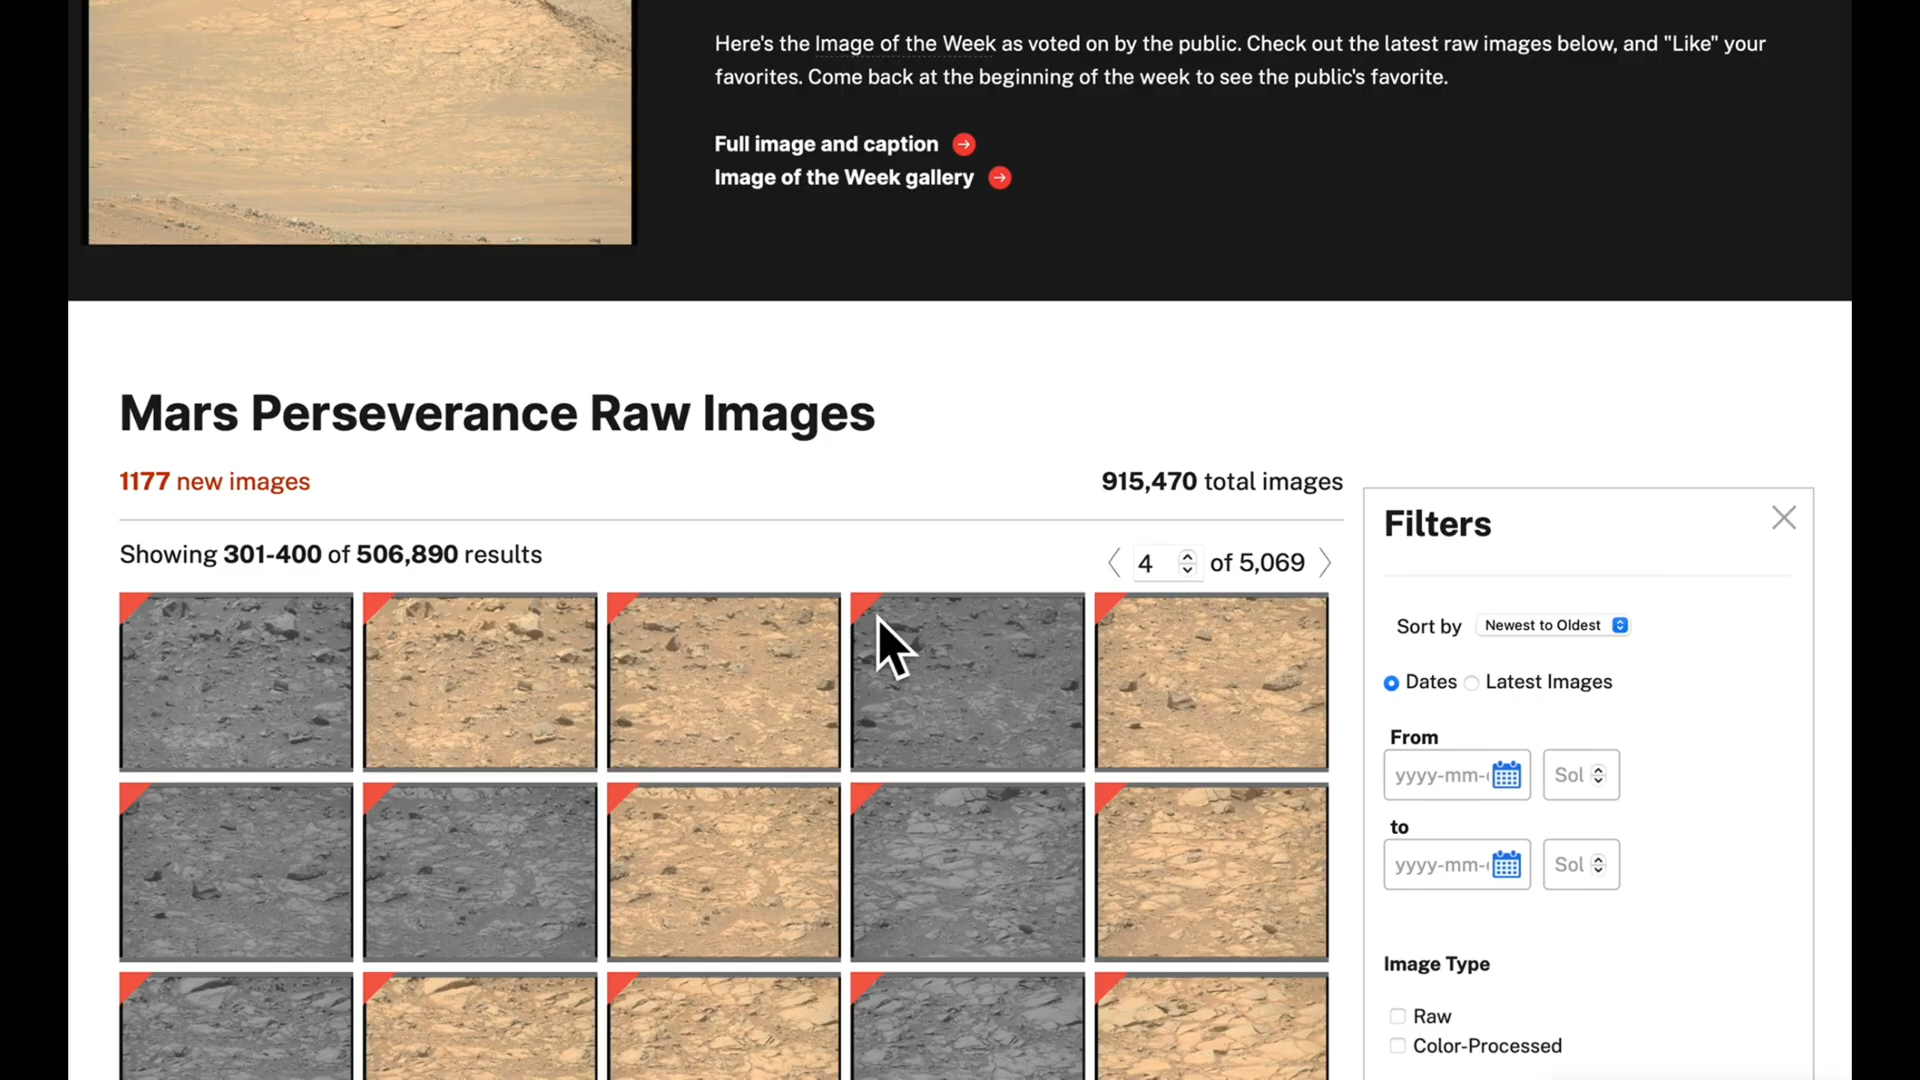 Here's the Image of the Week as voted on by the public. Check out the latest raw images below, and "Like" your
favorites. Come back at the beginning of the week to see the public's favorite.
Full image and caption
Image of the Week gallery
Mars Perseverance Raw Images
1177 new images
915,470 total images
Showing 301-400 of 506,890 results
4 of 5,069
Filters
Sort by Newest to Oldest
Dates Latest Images
From
yyyy-mm- Sol
to
yyyy-mm- Sol
Image Type
Raw
Color-Processed